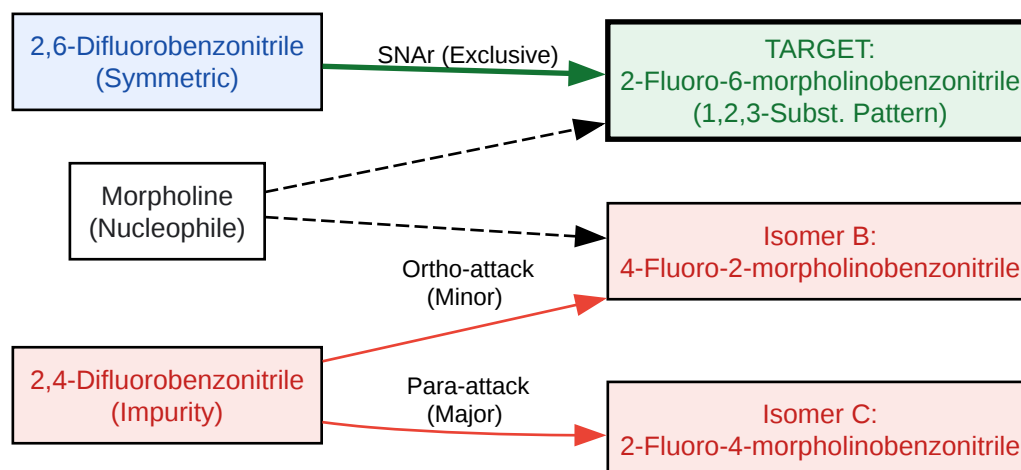 2,6-Difluorobenzonitrile
(Symmetric)
SNAr (Exclusive)
TARGET:
2-Fluoro-6-morpholinobenzonitrile
(1,2,3-Subst. Pattern)
Morpholine
(Nucleophile)
Isomer B:
4-Fluoro-2-morpholinobenzonitrile
Ortho-attack
(Minor)
2,4-Difluorobenzonitrile
(Impurity)
Para-attack
(Major)
Isomer C:
2-Fluoro-4-morpholinobenzonitrile